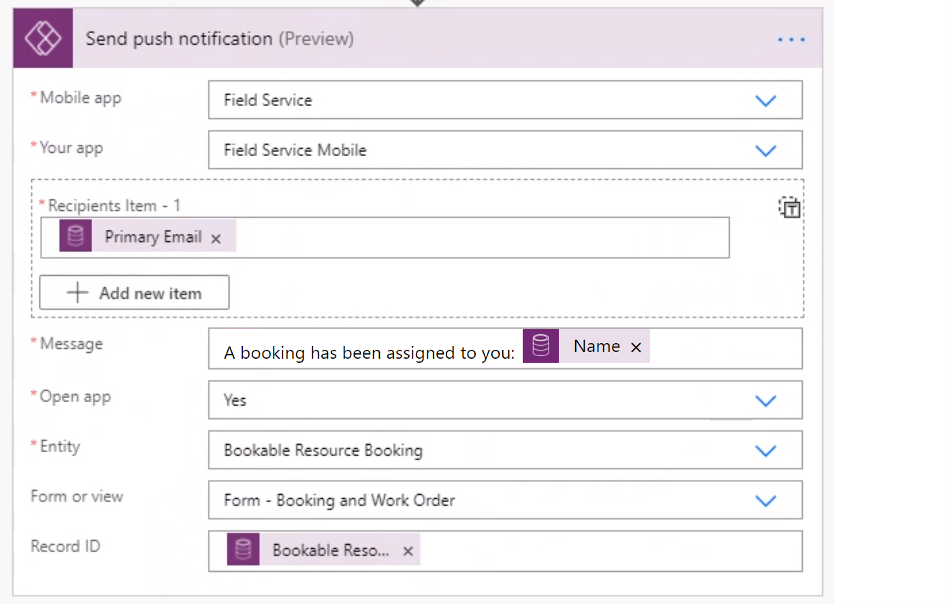 Send push notification (Preview)
* Mobile app Field Service
* Your app Field Service Mobile
* Recipients Item - 1
Primary Email ×
+ Add new item
* Message A booking has been assigned to you: Name ×
* Open app Yes
* Entity Bookable Resource Booking
Form or view Form - Booking and Work Order
Record ID Bookable Reso... ×